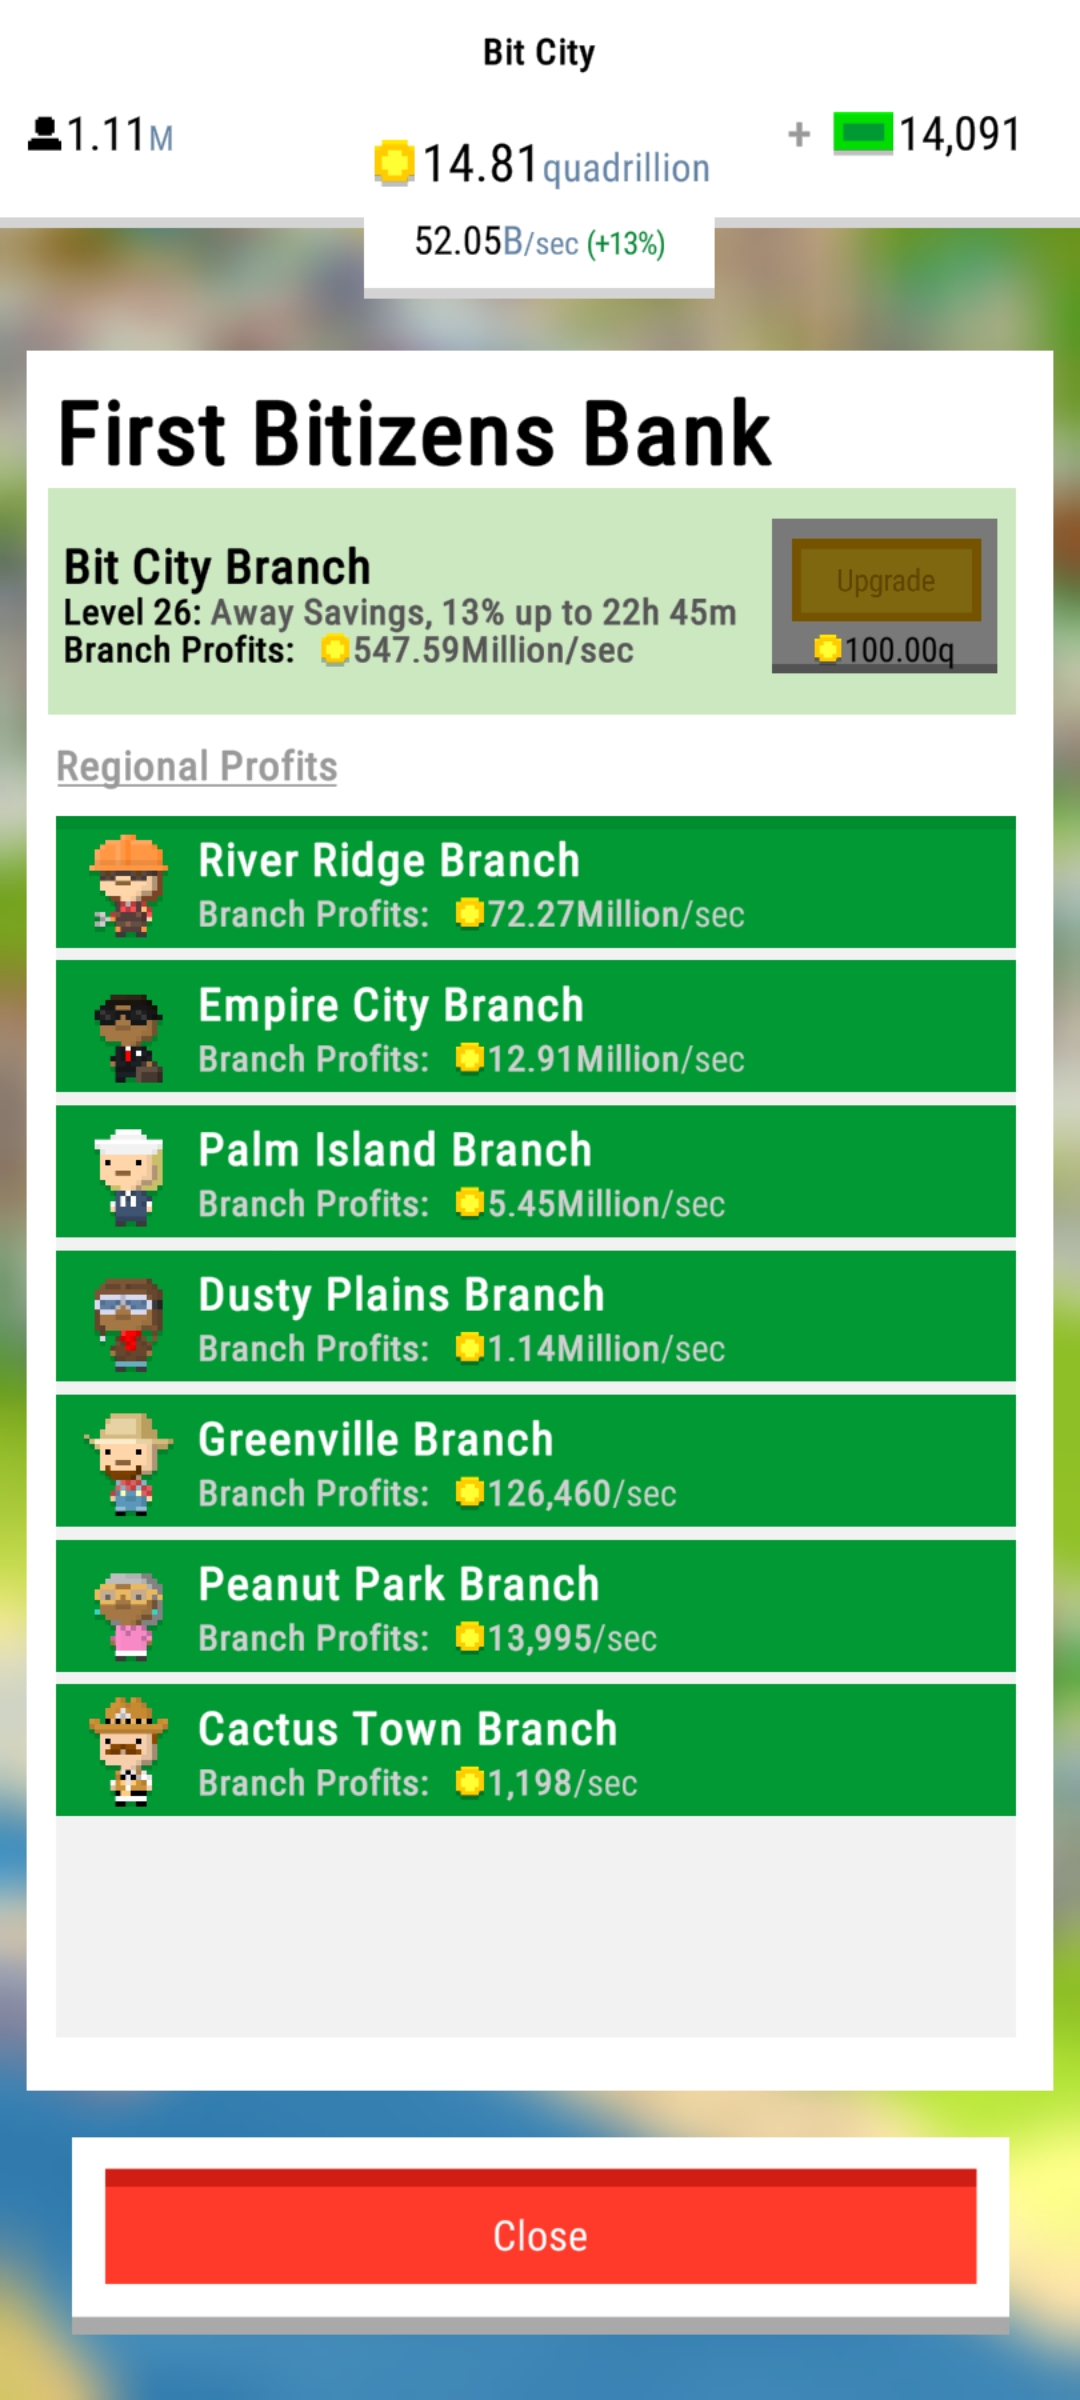 Bit City
1.11M
+ 14,091
14.81quadrillion
52.05B/sec (+13%)
First Bitizens Bank
Bit City Branch
Level 26: Away Savings, 13% up to 22h 45m
Branch Profits: 547.59Million/sec
Upgrade
100.00q
Regional Profits
River Ridge Branch
Branch Profits: 72.27Million/sec
Empire City Branch
Branch Profits: 12.91Million/sec
Palm Island Branch
Branch Profits: 5.45Million/sec
Dusty Plains Branch
Branch Profits: 1.14Million/sec
Greenville Branch
Branch Profits: 126,460/sec
Peanut Park Branch
Branch Profits: 13,995/sec
Cactus Town Branch
Branch Profits: 1,198/sec
Close